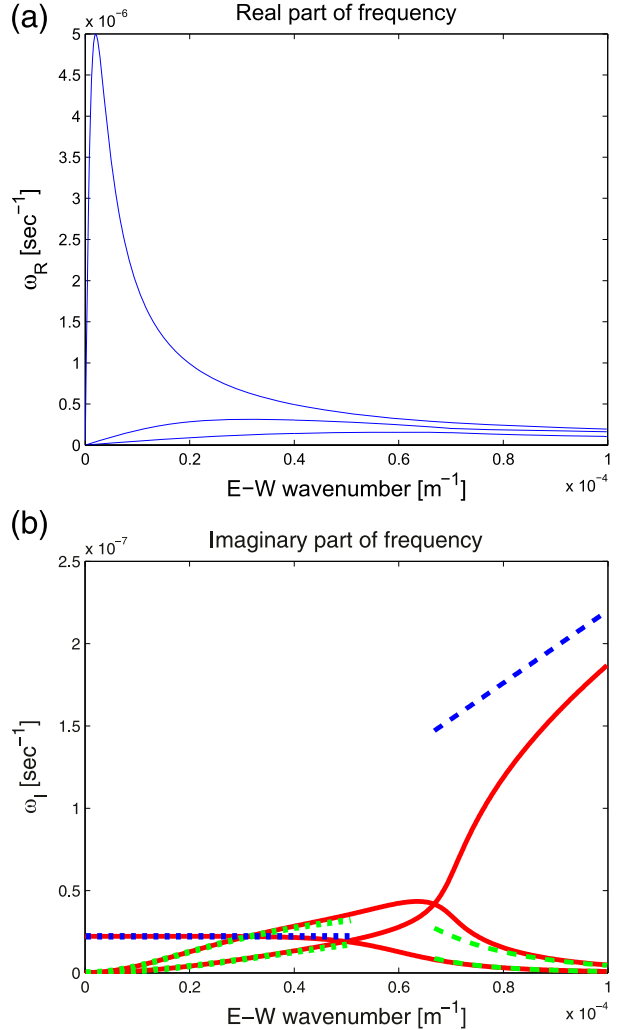 (a)
Real part of frequency
x 10⁻⁶
5
4.5
4
3.5
3
2.5
2
1.5
1
0.5
0
ω_R [sec⁻¹]
0 0.2 0.4 0.6 0.8 1
x 10⁻⁴
E−W wavenumber [m⁻¹]
(b)
Imaginary part of frequency
x 10⁻⁷
2.5
2
1.5
1
0.5
0
ω_I [sec⁻¹]
0 0.2 0.4 0.6 0.8 1
x 10⁻⁴
E−W wavenumber [m⁻¹]